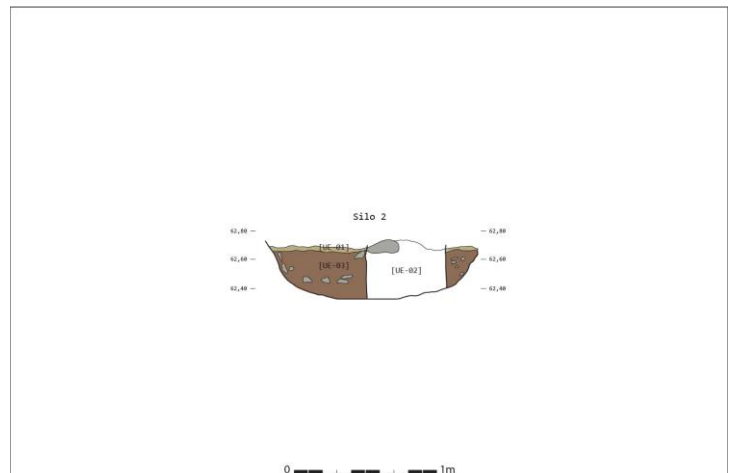 Silo 2
62,80 — — 62,80
[UE-01]
62,60 — [UE-03] [UE-02] — 62,60
62,40 — — 62,40
0 1m